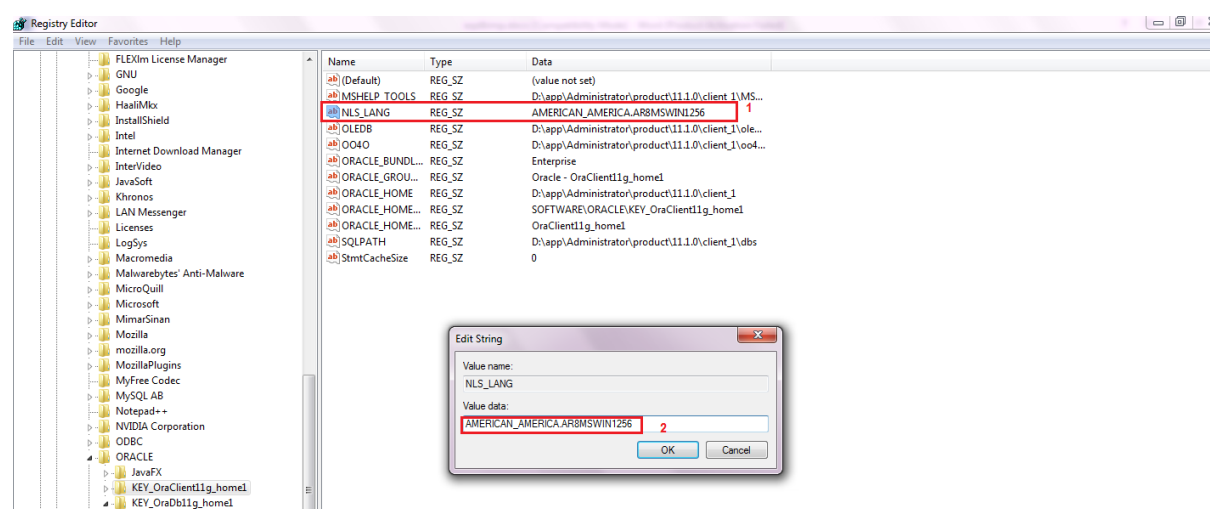 Registry Editor
File Edit View Favorites Help
FLEXlm License Manager
GNU
Google
HaaliMkx
InstallShield
Intel
Internet Download Manager
InterVideo
JavaSoft
Khronos
LAN Messenger
Licenses
LogSys
Macromedia
Malwarebytes' Anti-Malware
MicroQuill
Microsoft
MimarSinan
Mozilla
mozilla.org
MozillaPlugins
MyFree Codec
MySQL AB
Notepad++
NVIDIA Corporation
ODBC
ORACLE
JavaFX
KEY_OraClient11g_home1
KEY_OraDb11g_home1
Name Type Data
(Default) REG_SZ (value not set)
MSHELP_TOOLS REG_SZ D:\app\Administrator\product\11.1.0\client_1\MS...
NLS_LANG REG_SZ AMERICAN_AMERICA.AR8MSWIN1256 1
OLEDB REG_SZ D:\app\Administrator\product\11.1.0\client_1\ole...
OO4O REG_SZ D:\app\Administrator\product\11.1.0\client_1\oo4...
ORACLE_BUNDL... REG_SZ Enterprise
ORACLE_GROU... REG_SZ Oracle - OraClient11g_home1
ORACLE_HOME REG_SZ D:\app\Administrator\product\11.1.0\client_1
ORACLE_HOME... REG_SZ SOFTWARE\ORACLE\KEY_OraClient11g_home1
ORACLE_HOME... REG_SZ OraClient11g_home1
SQLPATH REG_SZ D:\app\Administrator\product\11.1.0\client_1\dbs
StmtCacheSize REG_SZ 0
Edit String
Value name:
NLS_LANG
Value data:
AMERICAN_AMERICA.AR8MSWIN1256 2
OK Cancel